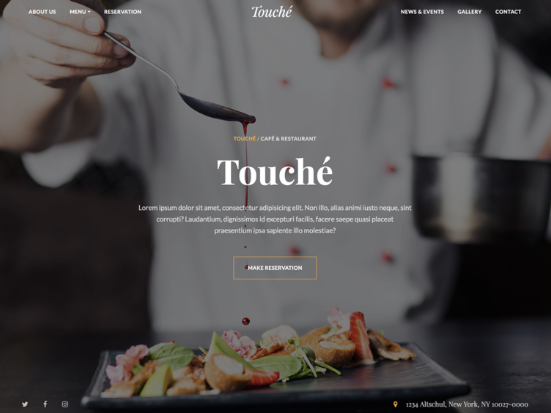 ABOUT US MENU RESERVATION Touché NEWS & EVENTS GALLERY CONTACT
TOUCHÉ / CAFÉ & RESTAURANT
Touché
Lorem ipsum dolor sit amet, consectetur adipisicing elit. Non illo, alias animi iusto neque, sint
corrupti? Laudantium, dignissimos id excepturi facilis, facere saepe quasi placeat
praesentium ipsa sapiente illo molestiae?
MAKE RESERVATION
1234 Altschul, New York, NY 10027-0000